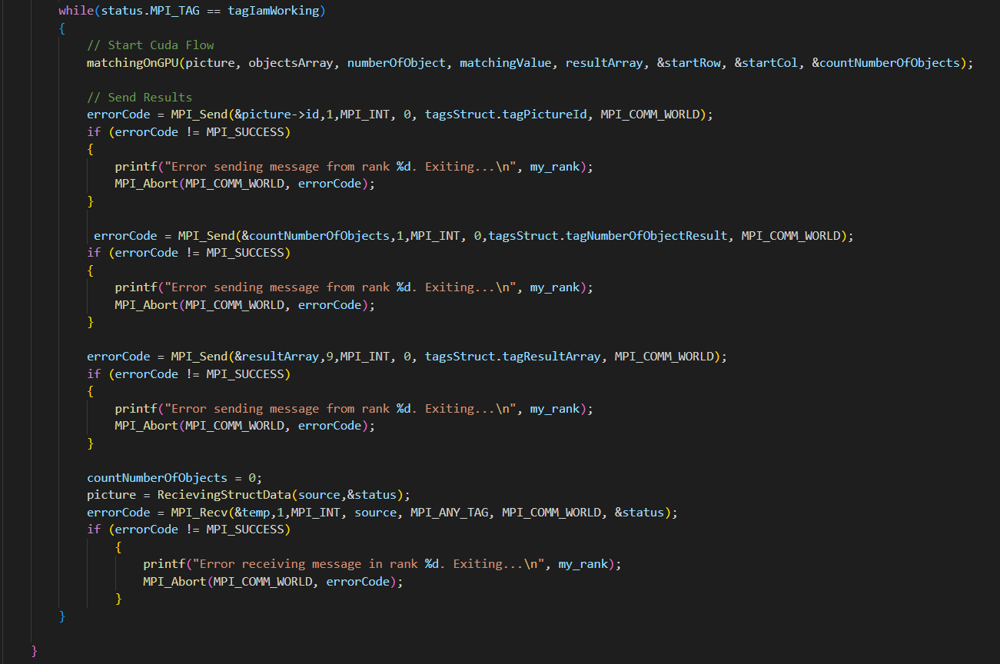 while(status.MPI_TAG == tagIamWorking)
{
// Start Cuda Flow
matchingOnGPU(picture, objectsArray, numberOfObject, matchingValue, resultArray, &startRow, &startCol, &countNumberOfObjects);
// Send Results
errorCode = MPI_Send(&picture->id,1,MPI_INT, 0, tagsStruct.tagPictureId, MPI_COMM_WORLD);
if (errorCode != MPI_SUCCESS)
{
printf("Error sending message from rank %d. Exiting...\n", my_rank);
MPI_Abort(MPI_COMM_WORLD, errorCode);
}
errorCode = MPI_Send(&countNumberOfObjects,1,MPI_INT, 0,tagsStruct.tagNumberOfObjectResult, MPI_COMM_WORLD);
if (errorCode != MPI_SUCCESS)
{
printf("Error sending message from rank %d. Exiting...\n", my_rank);
MPI_Abort(MPI_COMM_WORLD, errorCode);
}
errorCode = MPI_Send(&resultArray,9,MPI_INT, 0, tagsStruct.tagResultArray, MPI_COMM_WORLD);
if (errorCode != MPI_SUCCESS)
{
printf("Error sending message from rank %d. Exiting...\n", my_rank);
MPI_Abort(MPI_COMM_WORLD, errorCode);
}
countNumberOfObjects = 0;
picture = RecievingStructData(source,&status);
errorCode = MPI_Recv(&temp,1,MPI_INT, source, MPI_ANY_TAG, MPI_COMM_WORLD, &status);
if (errorCode != MPI_SUCCESS)
{
printf("Error receiving message in rank %d. Exiting...\n", my_rank);
MPI_Abort(MPI_COMM_WORLD, errorCode);
}
}
}